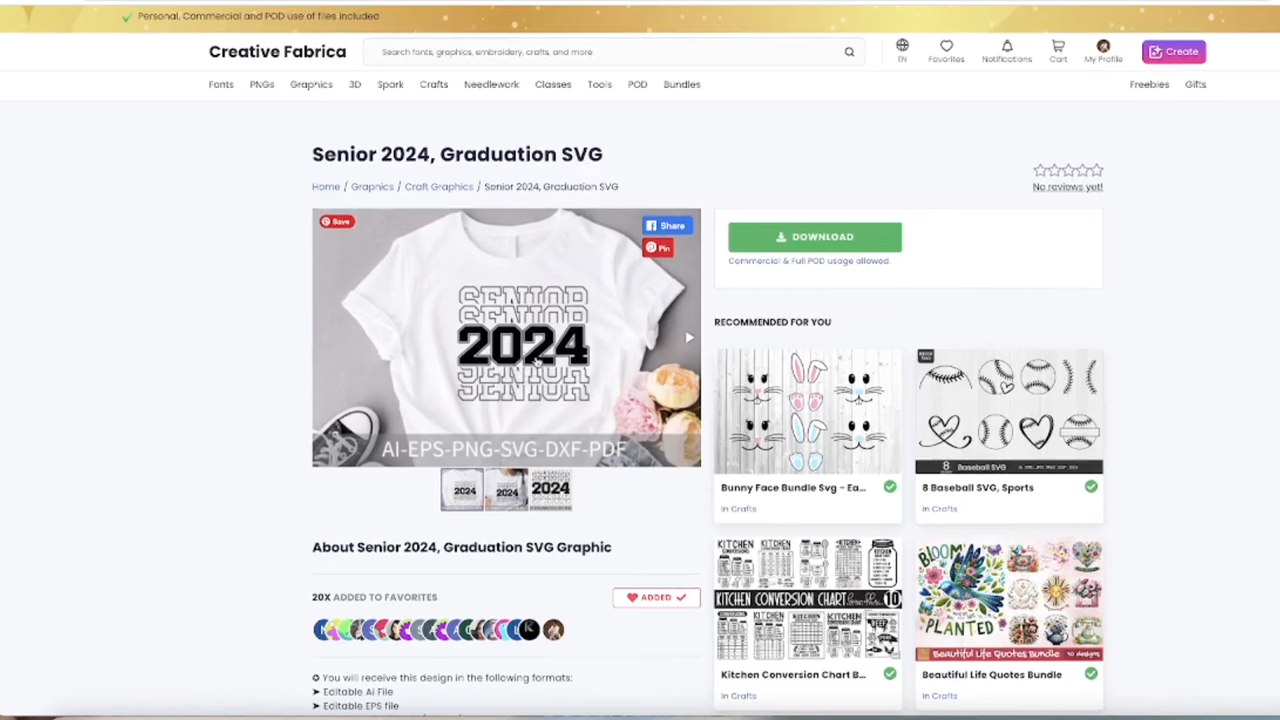 Personal, Commercial and POD use of files included
Creative Fabrica
Search fonts, graphics, embroidery, crafts, and more
EN
Favorites
Notifications
Cart
My Profile
Create
Fonts
PNGs
Graphics
3D
Spark
Crafts
Needlework
Classes
Tools
POD
Bundles
Freebies
Gifts
Senior 2024, Graduation SVG
Home / Graphics / Craft Graphics / Senior 2024, Graduation SVG
No reviews yet!
Save
Share
Pin
SENIOR
SENIOR
2024
SENIOR
SENIOR
AI-EPS-PNG-SVG-DXF-PDF
2024
2024
2024
DOWNLOAD
Commercial & Full POD usage allowed.
RECOMMENDED FOR YOU
Bunny Face Bundle Svg - Ea...
in Crafts
8 Baseball SVG
8 Baseball SVG, Sports
in Crafts
About Senior 2024, Graduation SVG Graphic
20X ADDED TO FAVORITES
ADDED
KITCHEN
KITCHEN
KITCHEN
KITCHEN CONVERSION CHART
10
Kitchen Conversion Chart B...
in Crafts
BLOOM
PLANTED
Beautiful Life Quotes Bundle 10 designs
Beautiful Life Quotes Bundle
in Crafts
✪ You will receive this design in the following formats:
➤ Editable Ai File
➤ Editable EPS file